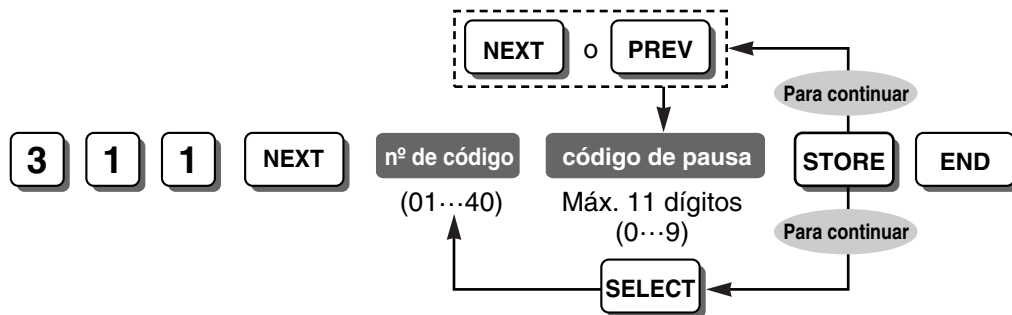 NEXT o PREV
Para continuar
3 1 1 NEXT nº de código código de pausa STORE END
(01···40) Máx. 11 dígitos
(0···9)
Para continuar
SELECT